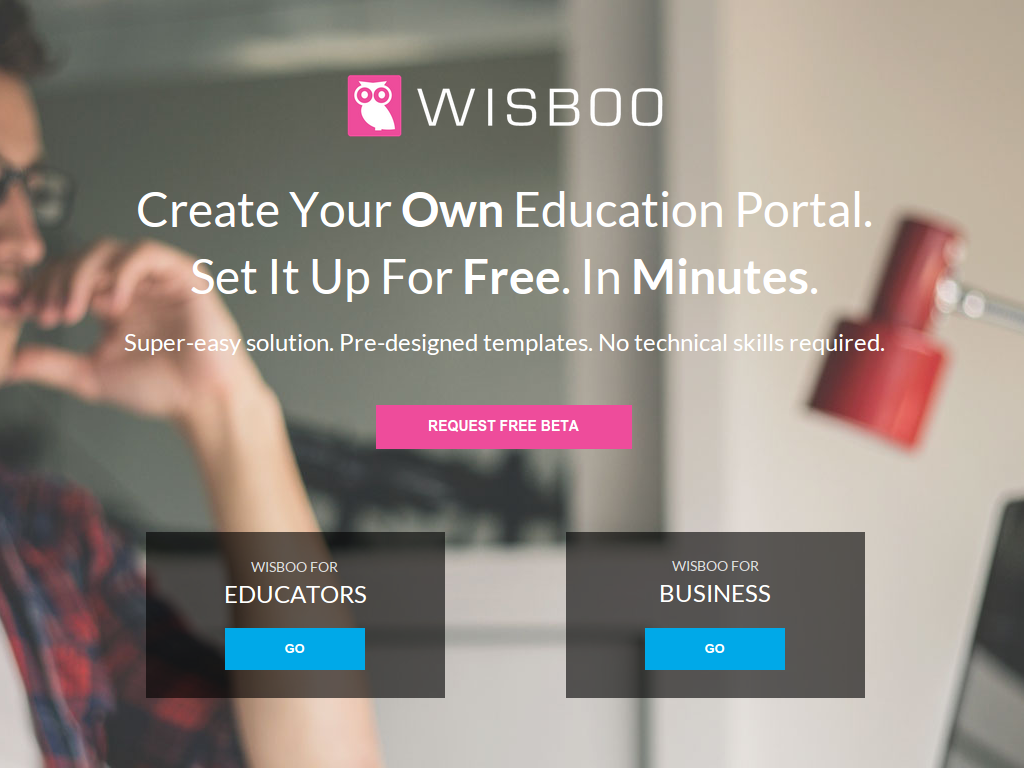 WISBOO
Create Your Own Education Portal.
Set It Up For Free. In Minutes.
Super-easy solution. Pre-designed templates. No technical skills required.
REQUEST FREE BETA
WISBOO FOR
EDUCATORS
GO
WISBOO FOR
BUSINESS
GO